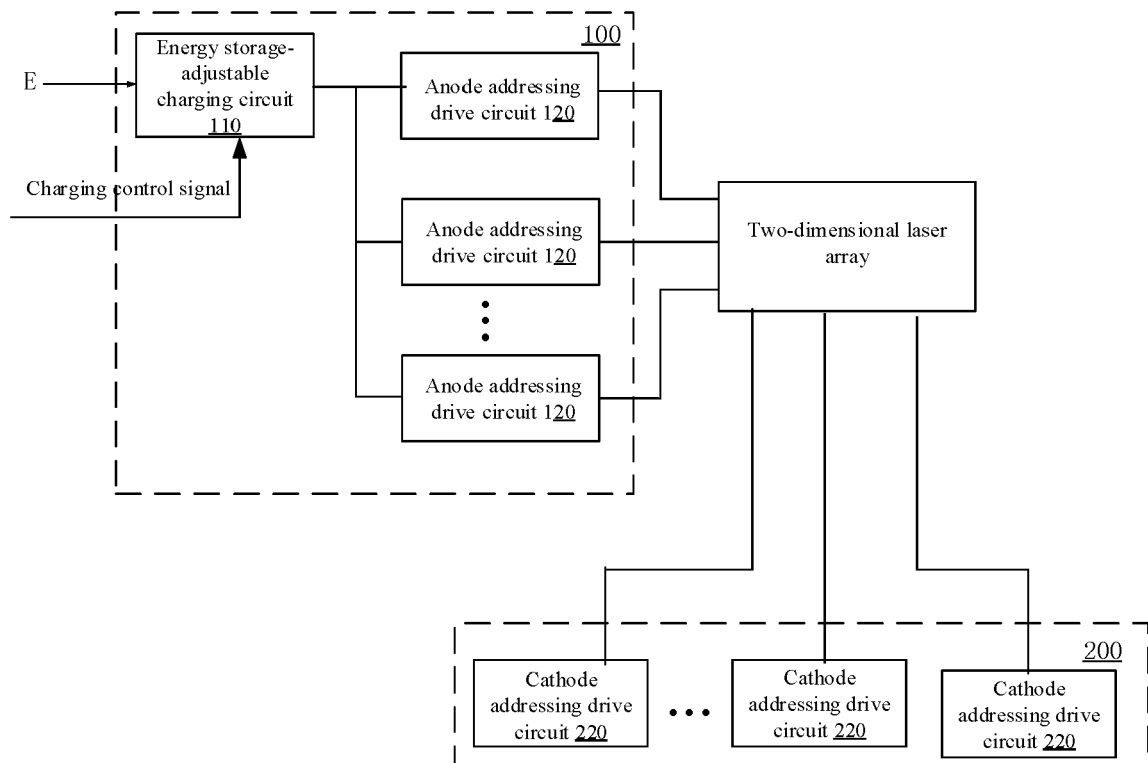 100
Energy storage-
adjustable
charging circuit
110
E
Charging control signal
Anode addressing
drive circuit 120
Anode addressing
drive circuit 120
Anode addressing
drive circuit 120
Two-dimensional laser
array
200
Cathode
addressing drive
circuit 220
Cathode
addressing drive
circuit 220
Cathode
addressing drive
circuit 220